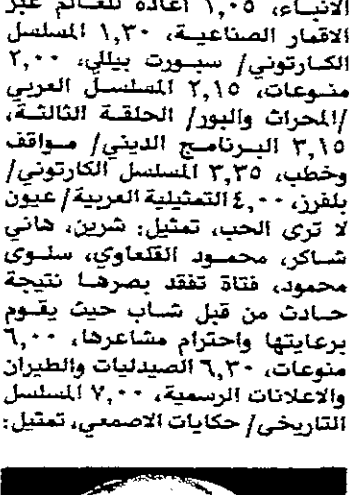 الانباء، ١,٠٥ اعادة للعالم عبر
الاقمار الصناعية، ١,٣٠ المسلسل
الكارتوني/ سبورت بيللي، ٢,٠٠
منوعات، ٢,١٥ المسلسل العربي
/المحراث والبور/ الحلقة الثالثة،
٣,١٥ البرنامج الديني/ مواقف
وخطب، ٣,٣٥ المسلسل الكارتوني/
بلفرز، ٤,٠٠ التمثيلية العربية/ عيون
لا ترى الحب، تمثيل: شرين، هاني
شاكر، محمود القلعاوي، سلوى
محمود، فتاة تفقد بصرها نتيجة
حادث من قبل شاب حيث يقوم
برعايتها واحترام مشاعرها، ٦,٠٠
منوعات، ٦,٣٠ الصيدليات والطيران
والاعلانات الرسمية، ٧,٠٠ المسلسل
التاريخي/ حكايات الاصمعي، تمثيل: